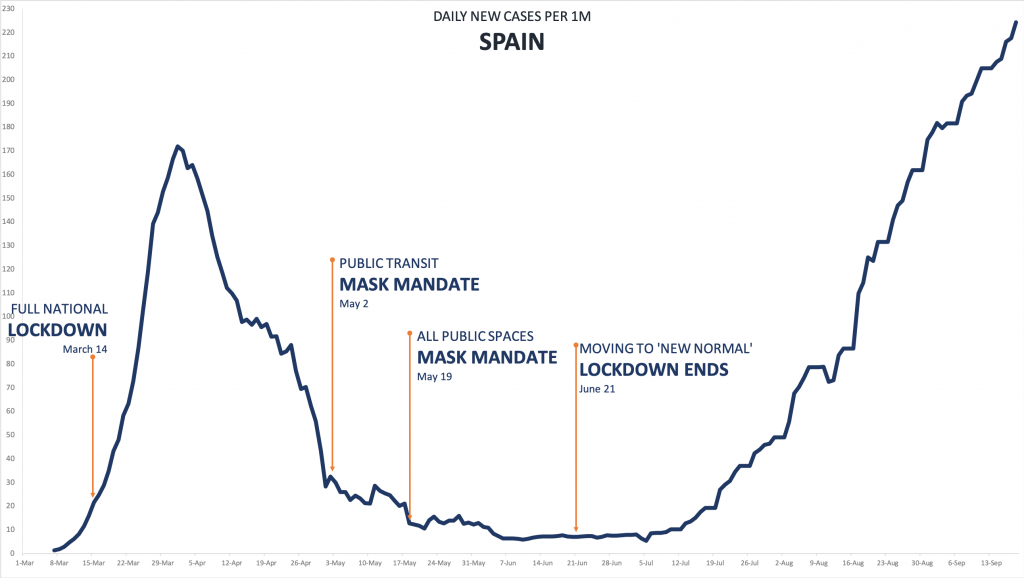 DAILY NEW CASES PER 1M
SPAIN
230
220
210
200
190
180
170
160
150
140
130
120
110
100
90
80
70
60
50
40
30
20
10
0
FULL NATIONAL
LOCKDOWN
March 14
PUBLIC TRANSIT
MASK MANDATE
May 2
ALL PUBLIC SPACES
MASK MANDATE
May 19
MOVING TO 'NEW NORMAL'
LOCKDOWN ENDS
June 21
1-Mar 8-Mar 15-Mar 22-Mar 29-Mar 5-Apr 12-Apr 19-Apr 26-Apr 3-May 10-May 17-May 24-May 31-May 7-Jun 14-Jun 21-Jun 28-Jun 5-Jul 12-Jul 19-Jul 26-Jul 2-Aug 9-Aug 16-Aug 23-Aug 30-Aug 6-Sep 13-Sep